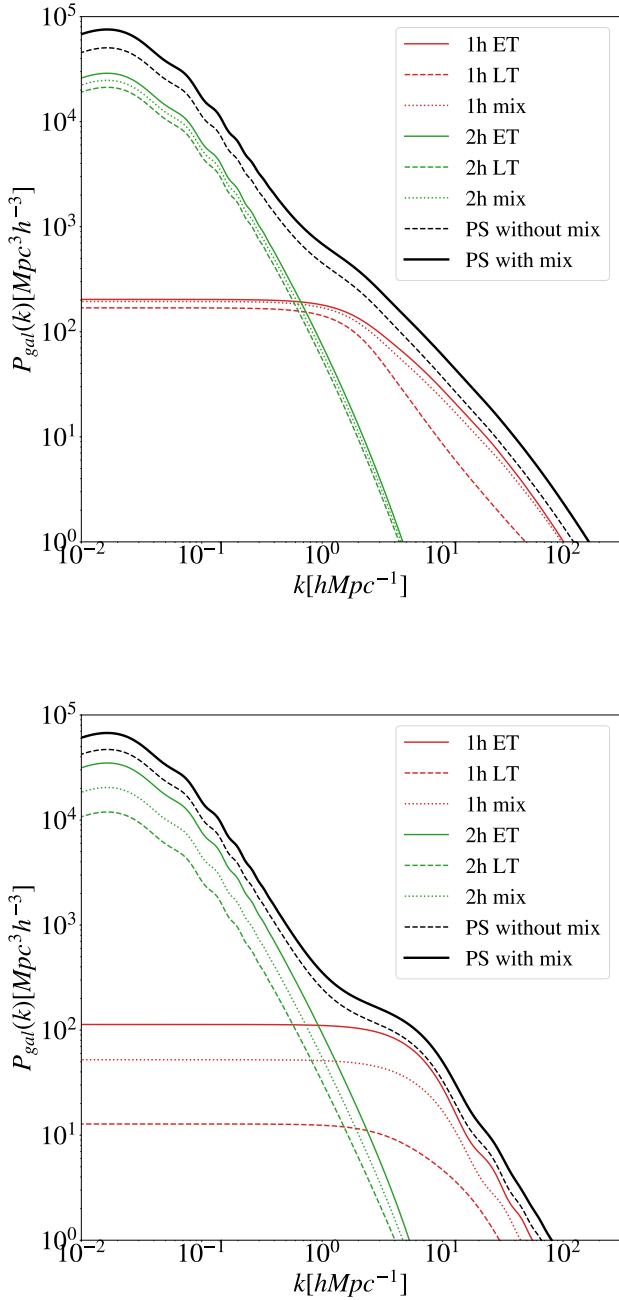 10^5
10^4
10^3
10^2
10^1
10^0
P_{gal}(k)[Mpc^3h^{-3}]
1h ET
1h LT
1h mix
2h ET
2h LT
2h mix
PS without mix
PS with mix
10^{-2} 10^{-1} 10^0 10^1 10^2
k[hMpc^{-1}]
10^5
10^4
10^3
10^2
10^1
10^0
P_{gal}(k)[Mpc^3h^{-3}]
1h ET
1h LT
1h mix
2h ET
2h LT
2h mix
PS without mix
PS with mix
10^{-2} 10^{-1} 10^0 10^1 10^2
k[hMpc^{-1}]